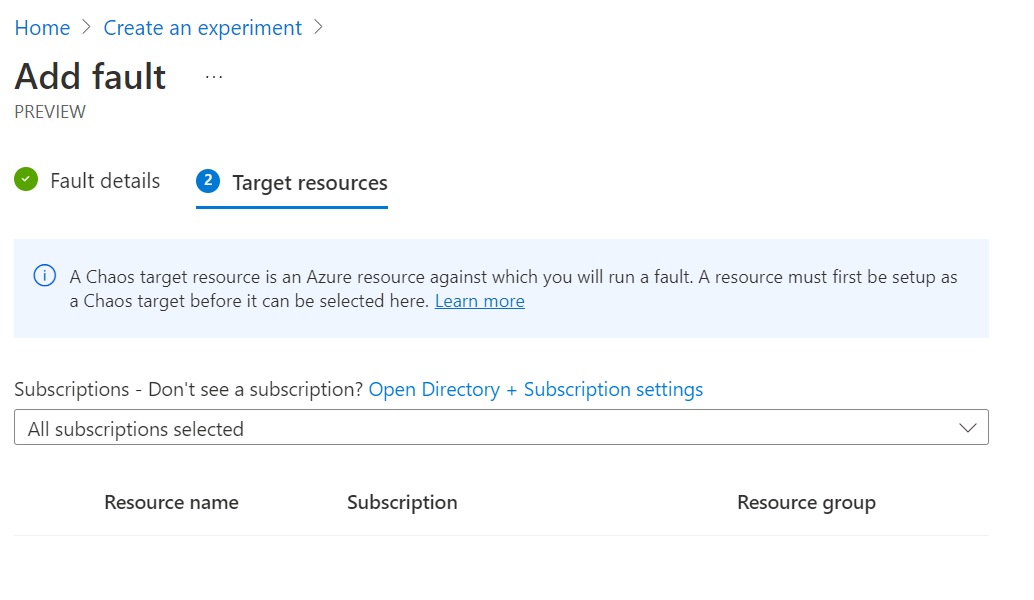 Home > Create an experiment >
Add fault ...
PREVIEW
Fault details 2 Target resources
A Chaos target resource is an Azure resource against which you will run a fault. A resource must first be setup as
a Chaos target before it can be selected here. Learn more
Subscriptions - Don't see a subscription? Open Directory + Subscription settings
All subscriptions selected
Resource name Subscription Resource group